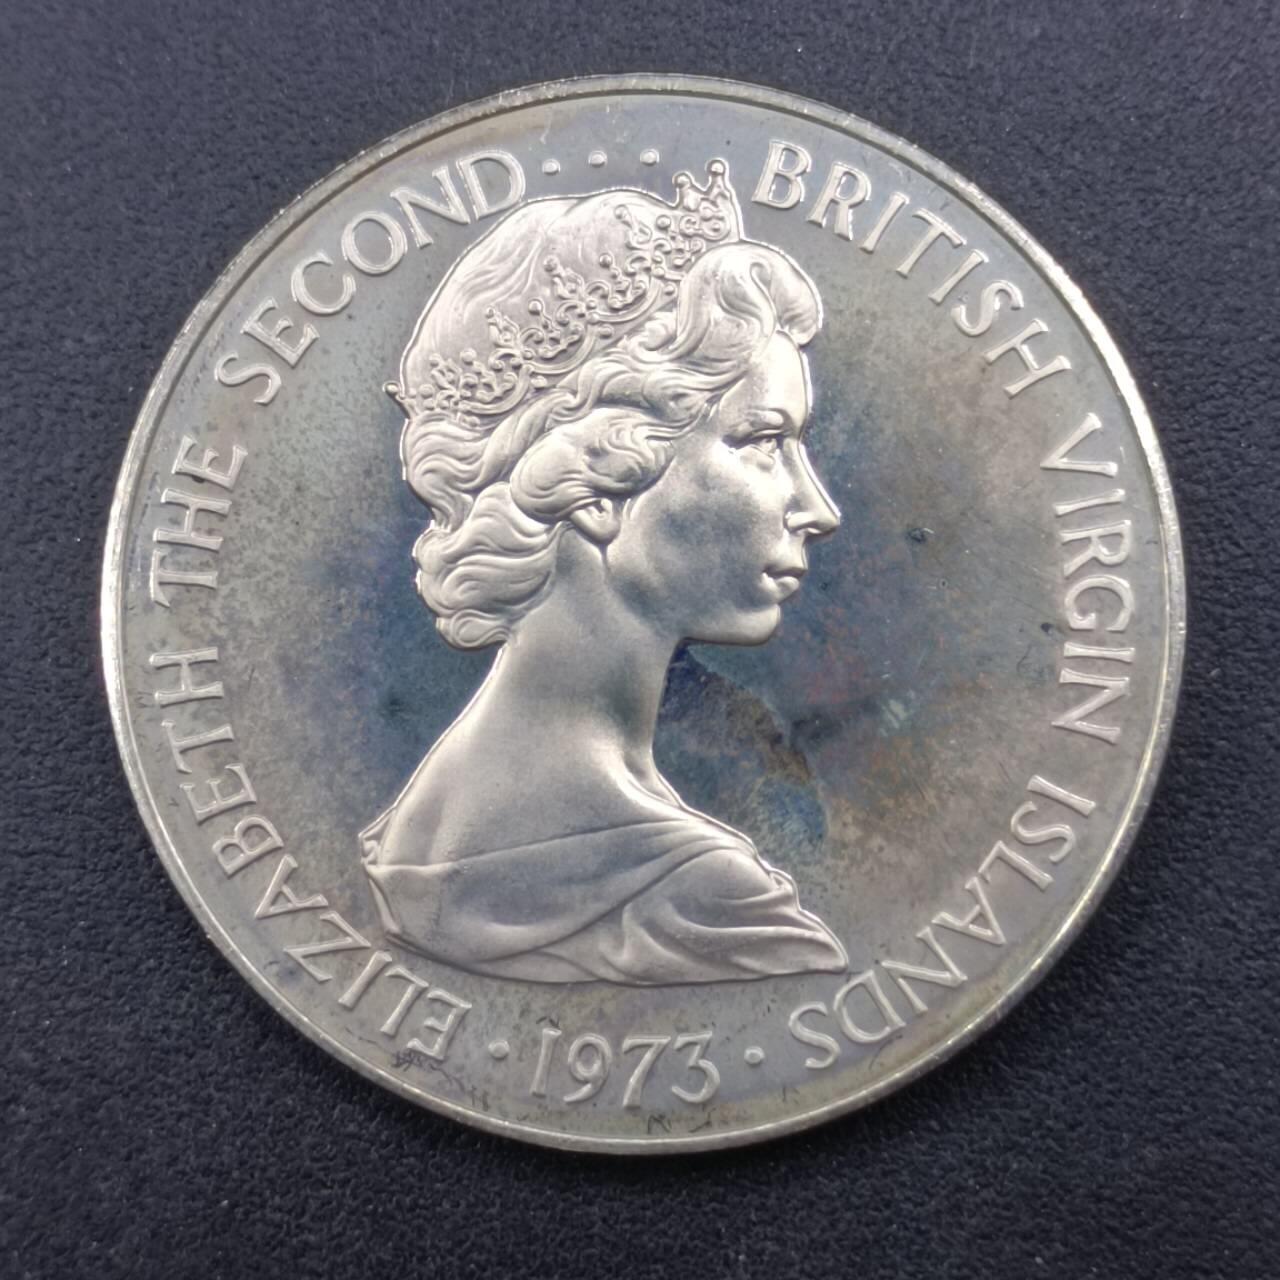 ELIZABETH THE SECOND... BRITISH VIRGIN ISLANDS
· 1973 ·